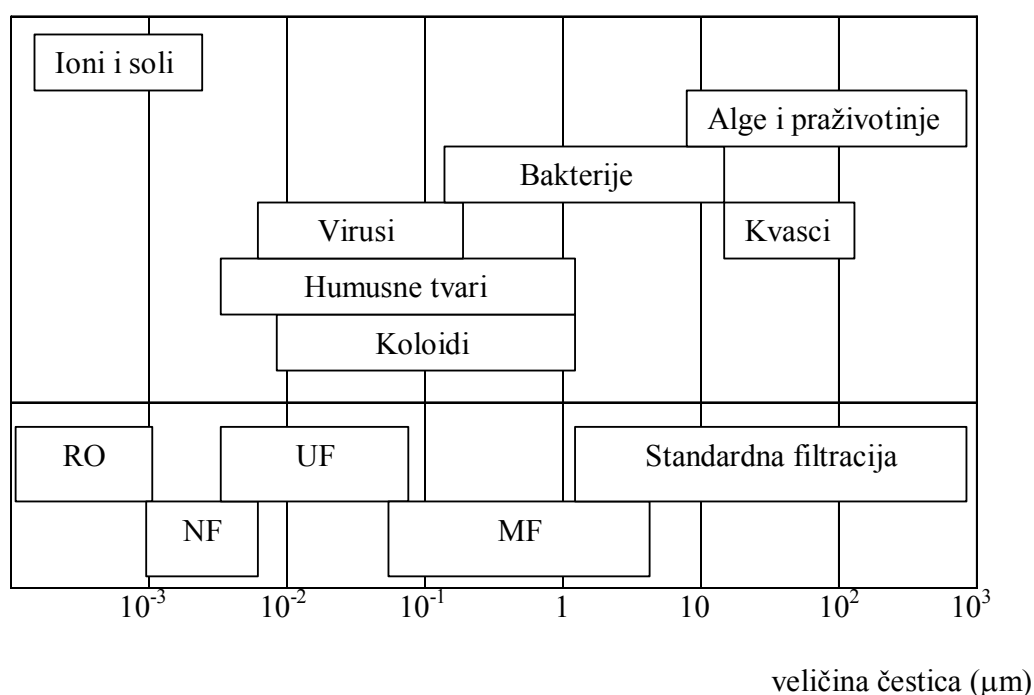 Ioni i soli
Alge i praživotinje
Bakterije
Virusi
Kvasci
Humusne tvari
Koloidi
RO
UF
Standardna filtracija
NF
MF
10⁻³ 10⁻² 10⁻¹ 1 10 10² 10³
veličina čestica (μm)